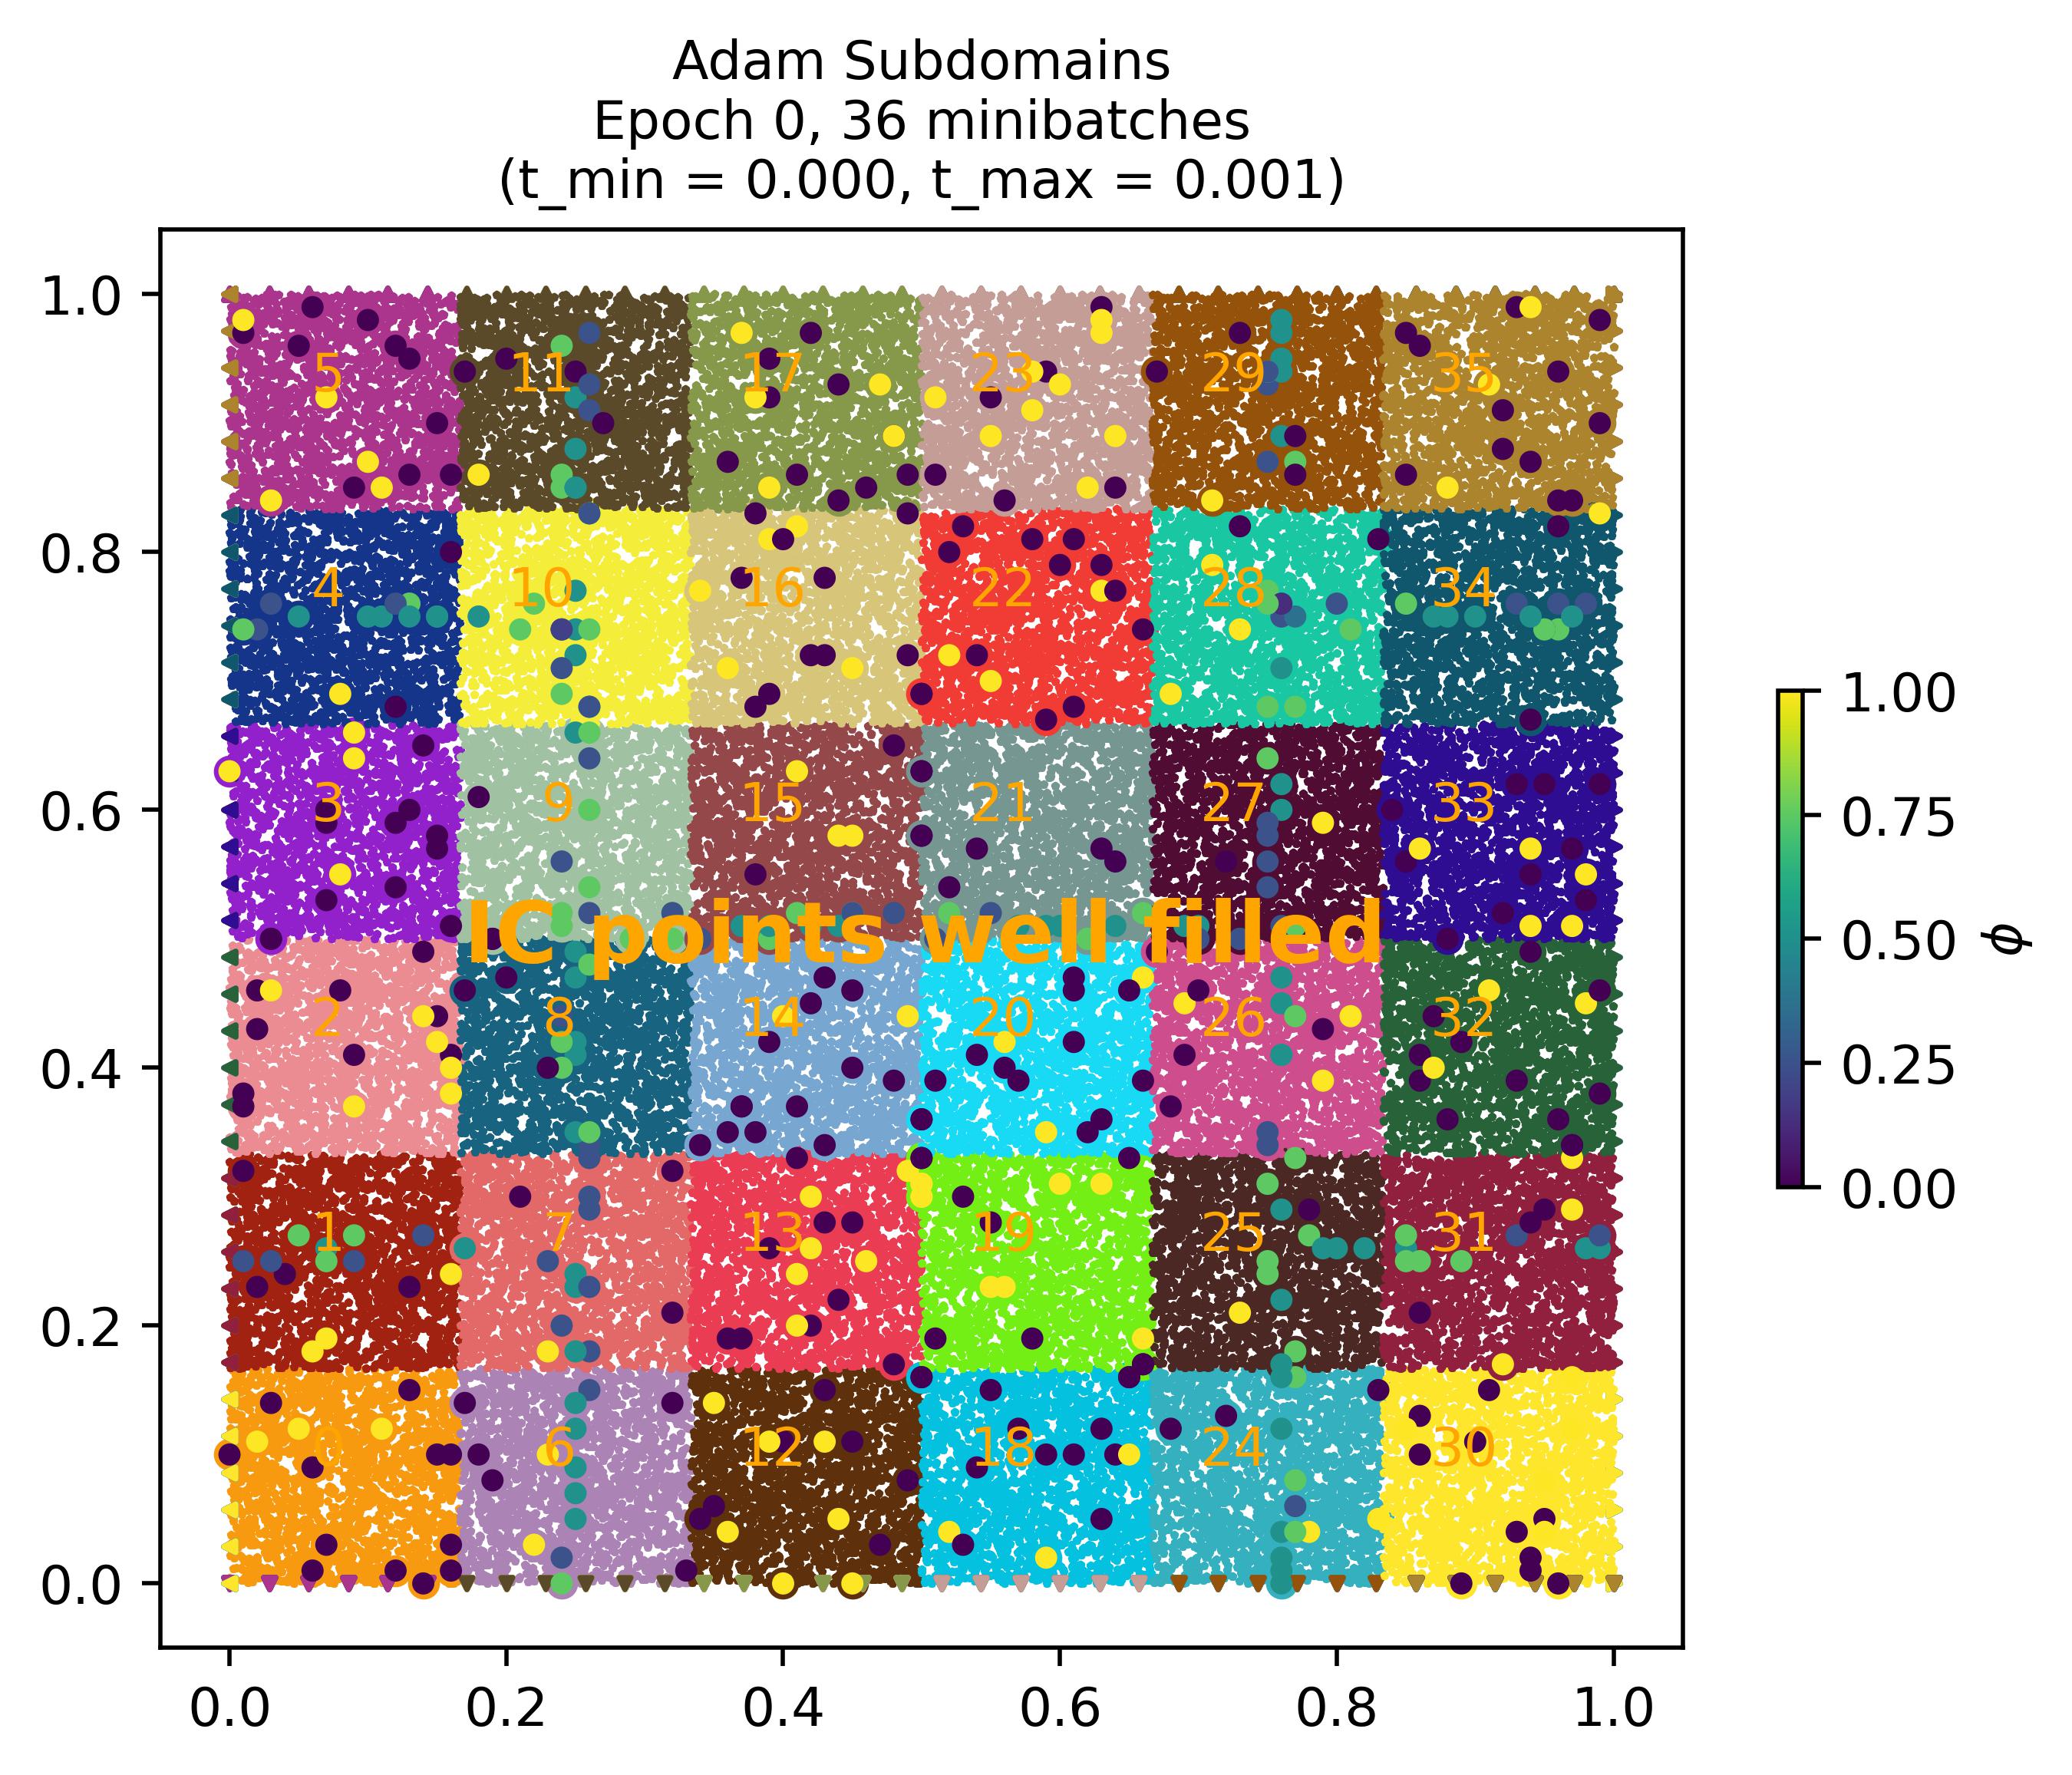 Adam Subdomains
Epoch 0, 36 minibatches
(t_min = 0.000, t_max = 0.001)
1.0
0.8
0.6
0.4
0.2
0.0
5 11 17 23 29 35
4 10 16 22 28 34
3 9 15 21 27 33
IC points well filled
2 8 14 20 26 32
1 7 13 19 25 31
0 6 12 18 24 30
0.0 0.2 0.4 0.6 0.8 1.0
1.00
0.75
0.50
0.25
0.00
ϕ